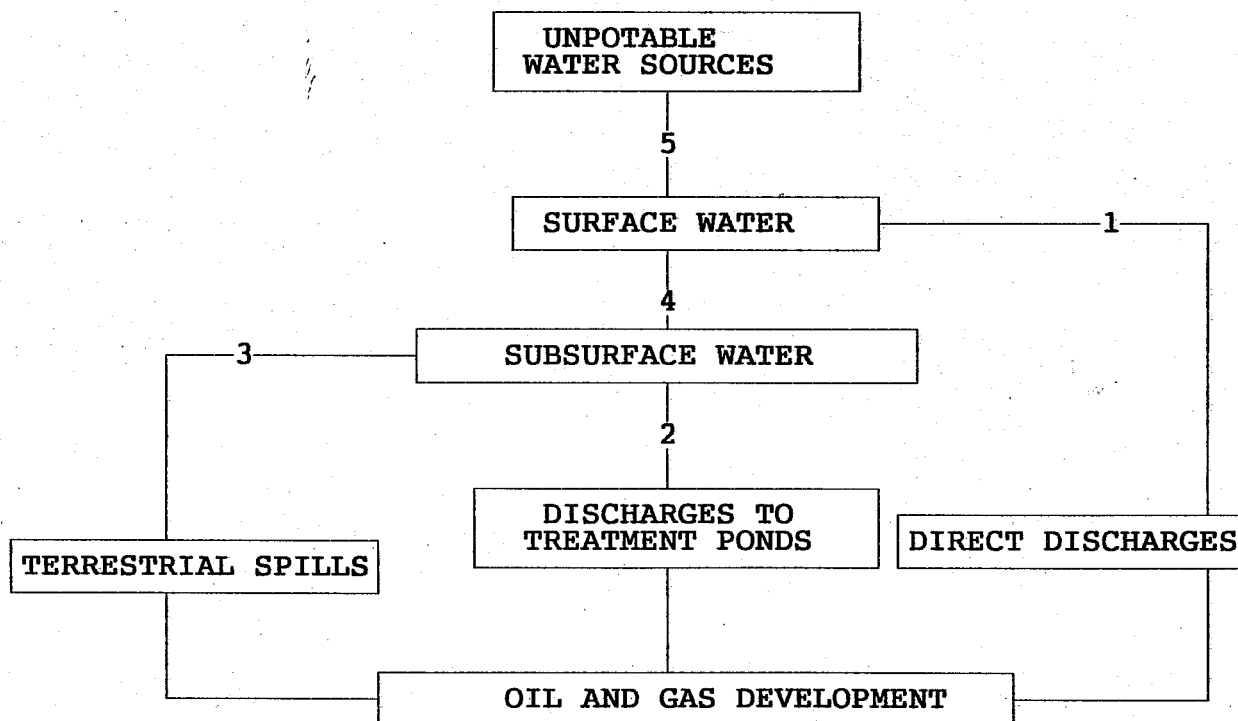 UNPOTABLE
WATER SOURCES
5
SURFACE WATER
1
4
SUBSURFACE WATER
3
2
DISCHARGES TO
TREATMENT PONDS
DIRECT DISCHARGES
TERRESTRIAL SPILLS
OIL AND GAS DEVELOPMENT